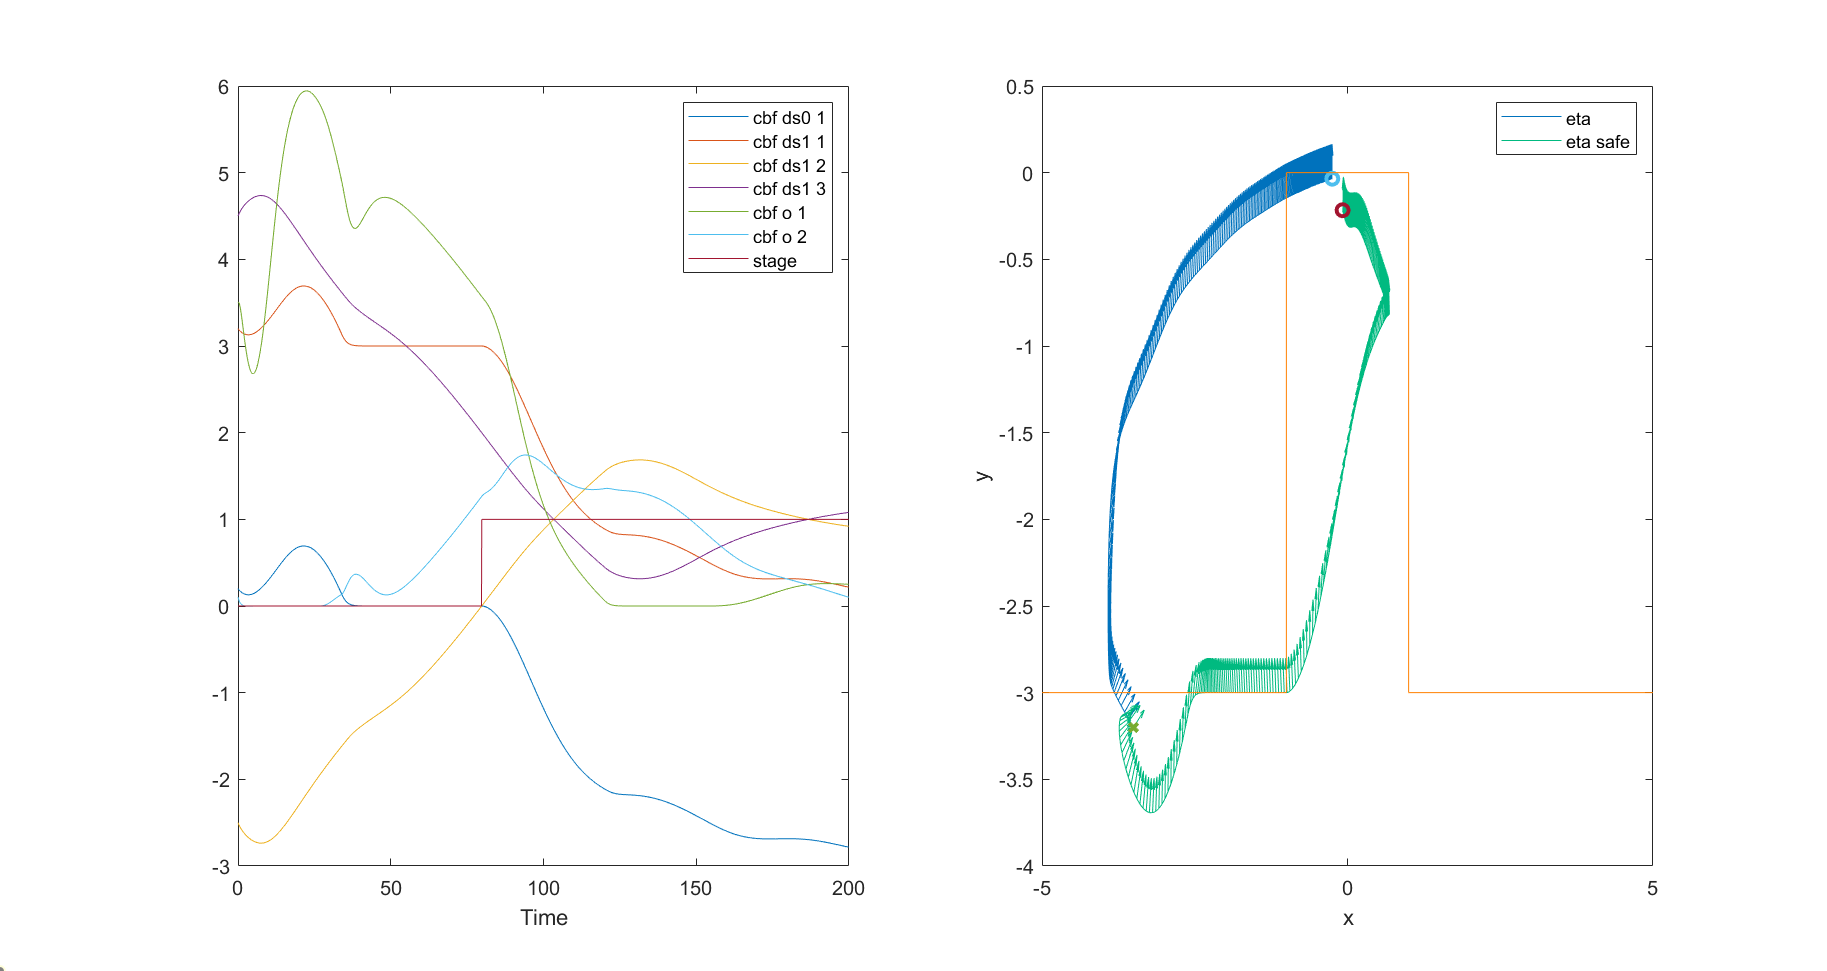 6
5
4
3
2
1
0
-1
-2
-3
0
50
100
150
200
Time
cbf ds0 1
cbf ds1 1
cbf ds1 2
cbf ds1 3
cbf o 1
cbf o 2
stage
0.5
0
-0.5
-1
-1.5
-2
-2.5
-3
-3.5
-4
y
-5
0
5
x
eta
eta safe